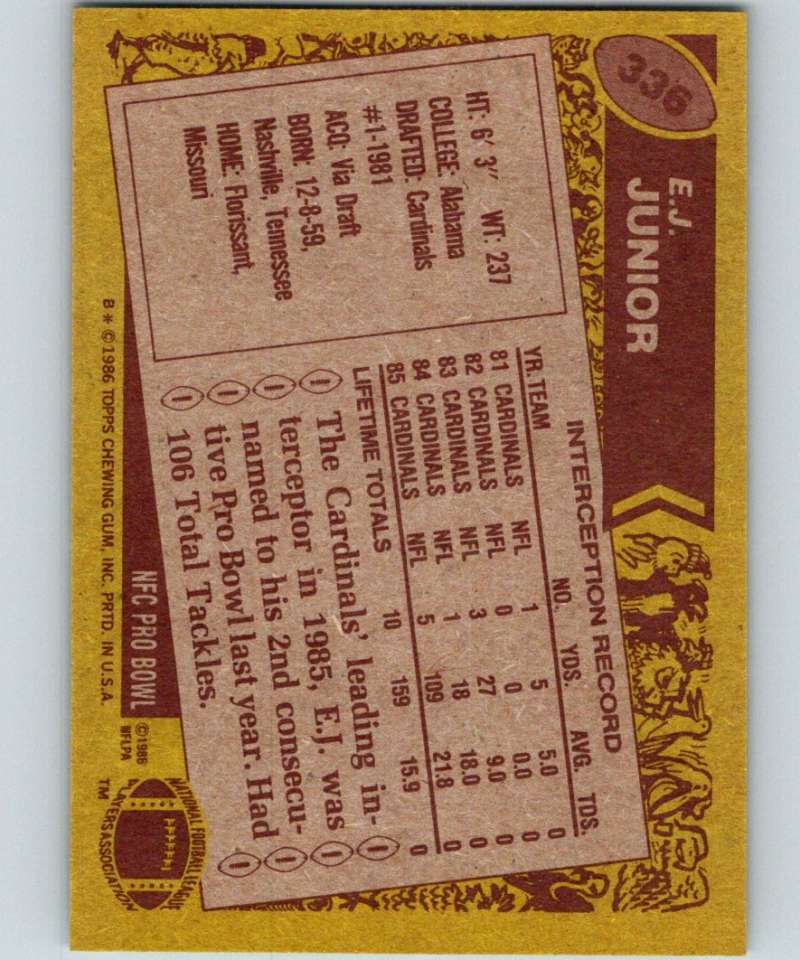 336
E.J.
JUNIOR
HT: 6' 3" WT: 237
COLLEGE: Alabama
DRAFTED: Cardinals
#1-1981
ACQ: Via Draft
BORN: 12-8-59,
Nashville, Tennessee
HOME: Florissant,
Missouri
INTERCEPTION RECORD
YR. TEAM NO. YDS. AVG. TDS.
81 CARDINALS NFL 1 5 5.0 0
82 CARDINALS NFL 0 0 0.0 0
83 CARDINALS NFL 3 27 9.0 0
84 CARDINALS NFL 1 18 18.0 0
85 CARDINALS NFL 5 109 21.8 0
LIFETIME TOTALS 10 159 15.9 0
The Cardinals' leading in-
terceptor in 1985, E.J. was
named to his 2nd consecu-
tive Pro Bowl last year. Had
106 Total Tackles.
NFC PRO BOWL
B * © 1986 TOPPS CHEWING GUM, INC. PRTD. IN U.S.A.
© 1986
NFLPA
NATIONAL FOOTBALL LEAGUE
PLAYERS ASSOCIATION
TM